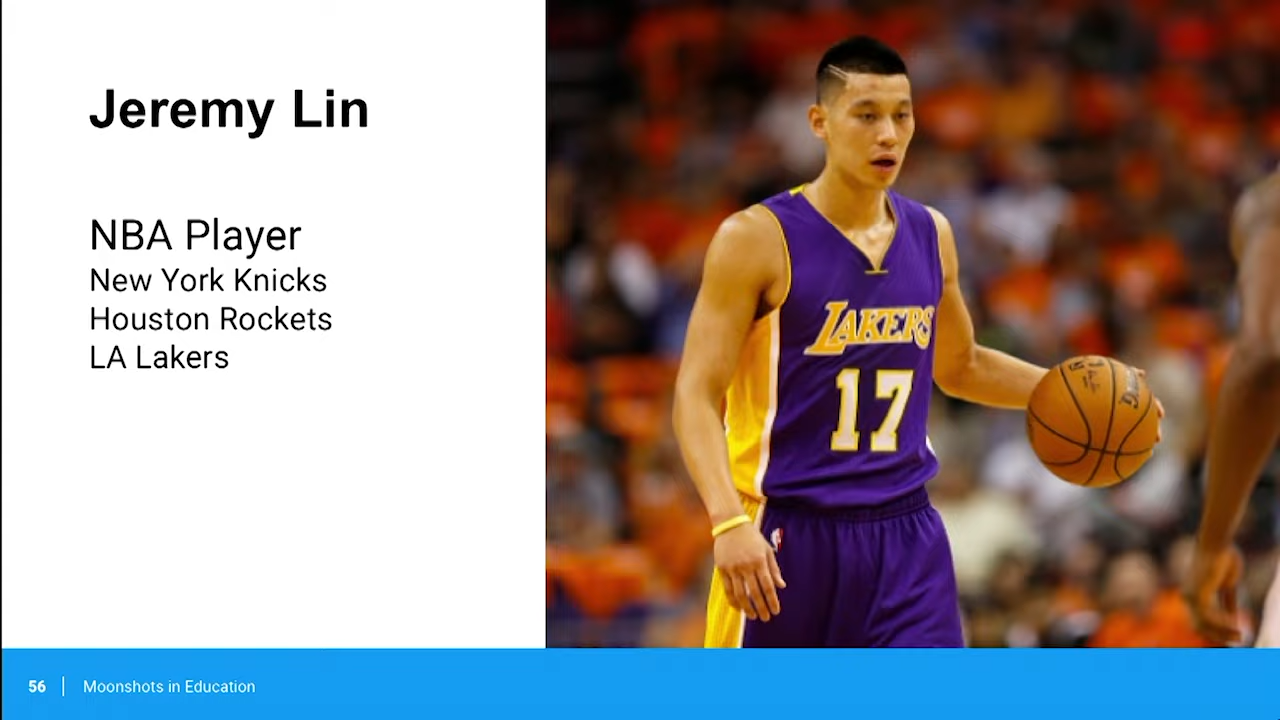 Jeremy Lin
NBA Player
New York Knicks
Houston Rockets
LA Lakers
LAKERS
17
56
Moonshots in Education